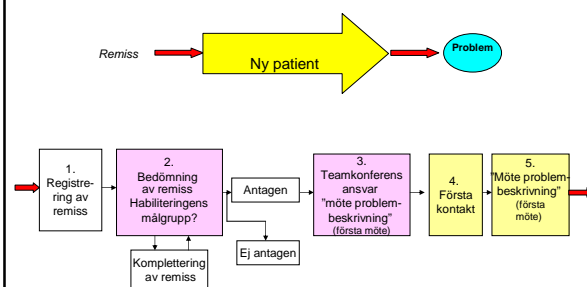 Remiss
Ny patient
Problem
1.
Registre-
ring av
remiss
2.
Bedömning
av remiss
Habiliteringens
målgrupp?
Komplettering
av remiss
Antagen
Ej antagen
3.
Teamkonferens
ansvar
"möte problem-
beskrivning"
(första möte)
4.
Första
kontakt
5.
"Möte problem-
beskrivning"
(första
möte)